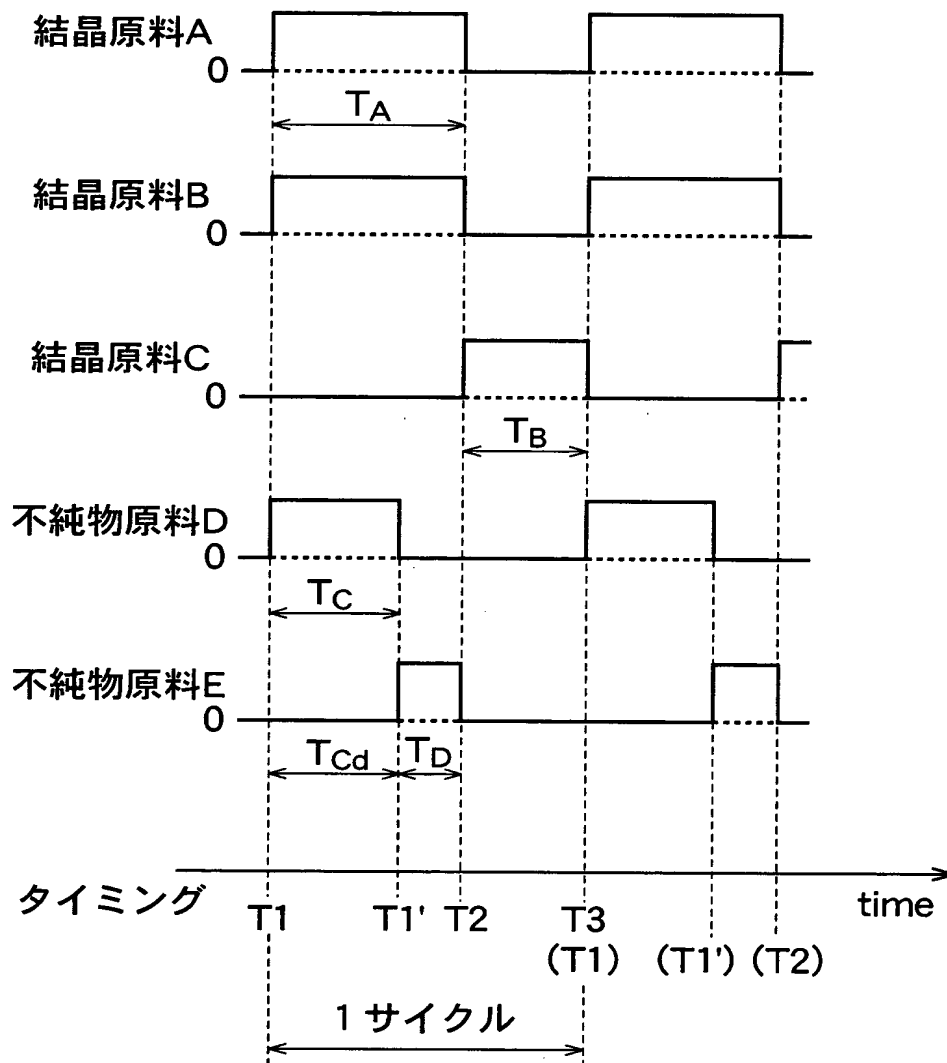 結晶原料A
0
TA
結晶原料B
0
結晶原料C
0
TB
不純物原料D
0
TC
不純物原料E
0
TCd TD
タイミング T1 T1' T2 T3 time
(T1) (T1') (T2)
1サイクル